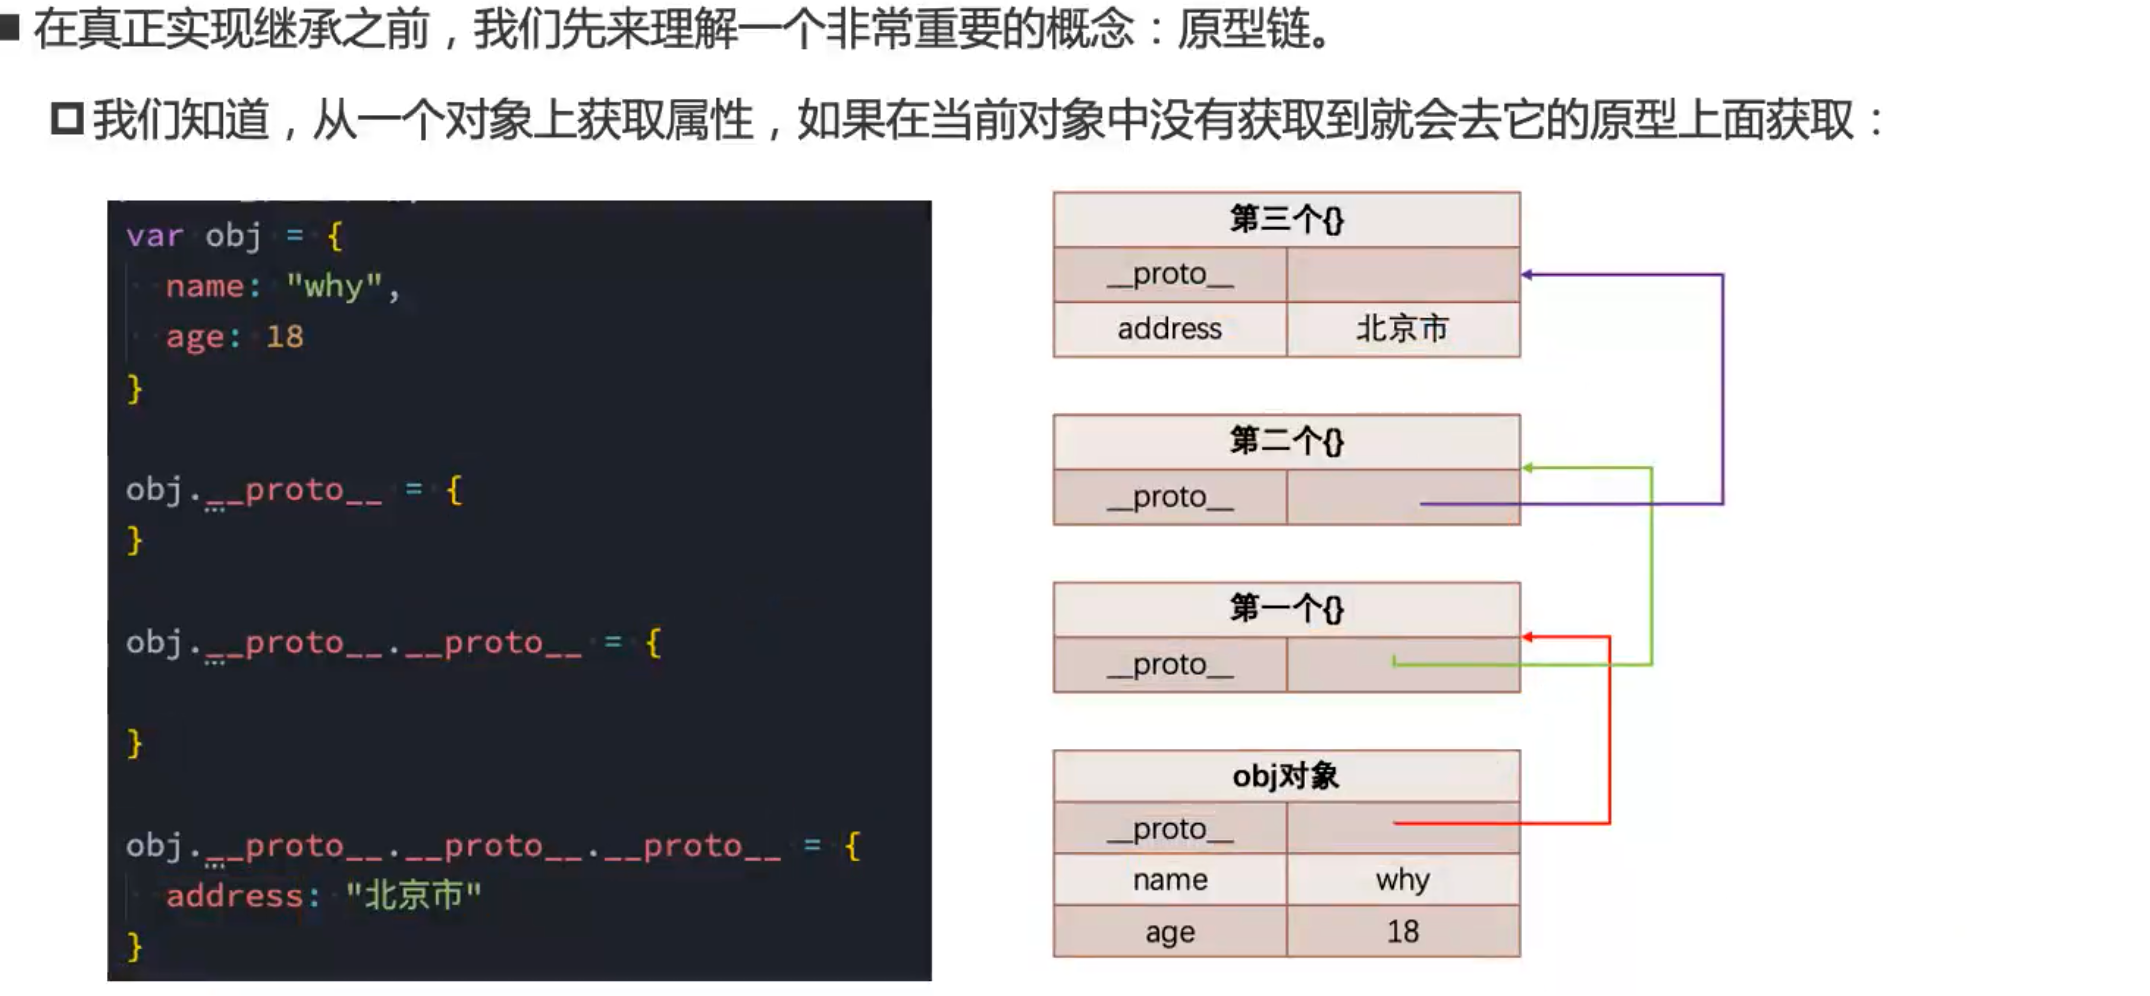 在真正实现继承之前，我们先来理解一个非常重要的概念：原型链。
我们知道，从一个对象上获取属性，如果在当前对象中没有获取到就会去它的原型上面获取：
var obj = {
name: "why",
age: 18
}
obj.__proto__ = {
}
obj.__proto__.__proto__ = {
}
obj.__proto__.__proto__.__proto__ = {
address: "北京市"
}
第三个{}
__proto__
address 北京市
第二个{}
__proto__
第一个{}
__proto__
obj对象
__proto__
name why
age 18